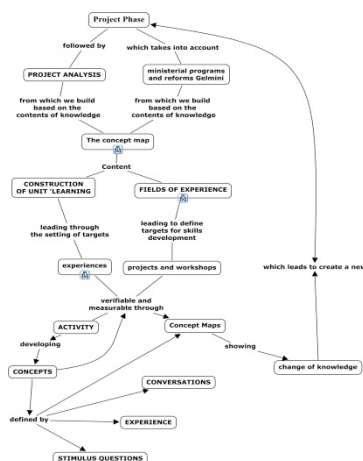 Project Phase
followed by
which takes into account
PROJECT ANALYSIS
ministerial programs
and reforms Gelmini
from which we build
based on the
contents of knowledge
from which we build
based on the
contents of knowledge
The concept map
Content
CONSTRUCTION
OF UNIT 'LEARNING
FIELDS OF EXPERIENCE
leading through
the setting of targets
leading to define
targets for skills
development
experiences
projects and workshops
which leads to create a new
verifiable and
measurable through
ACTIVITY
Concept Maps
developing
showing
CONCEPTS
change of knowledge
CONVERSATIONS
defined by
EXPERIENCE
STIMULUS QUESTIONS